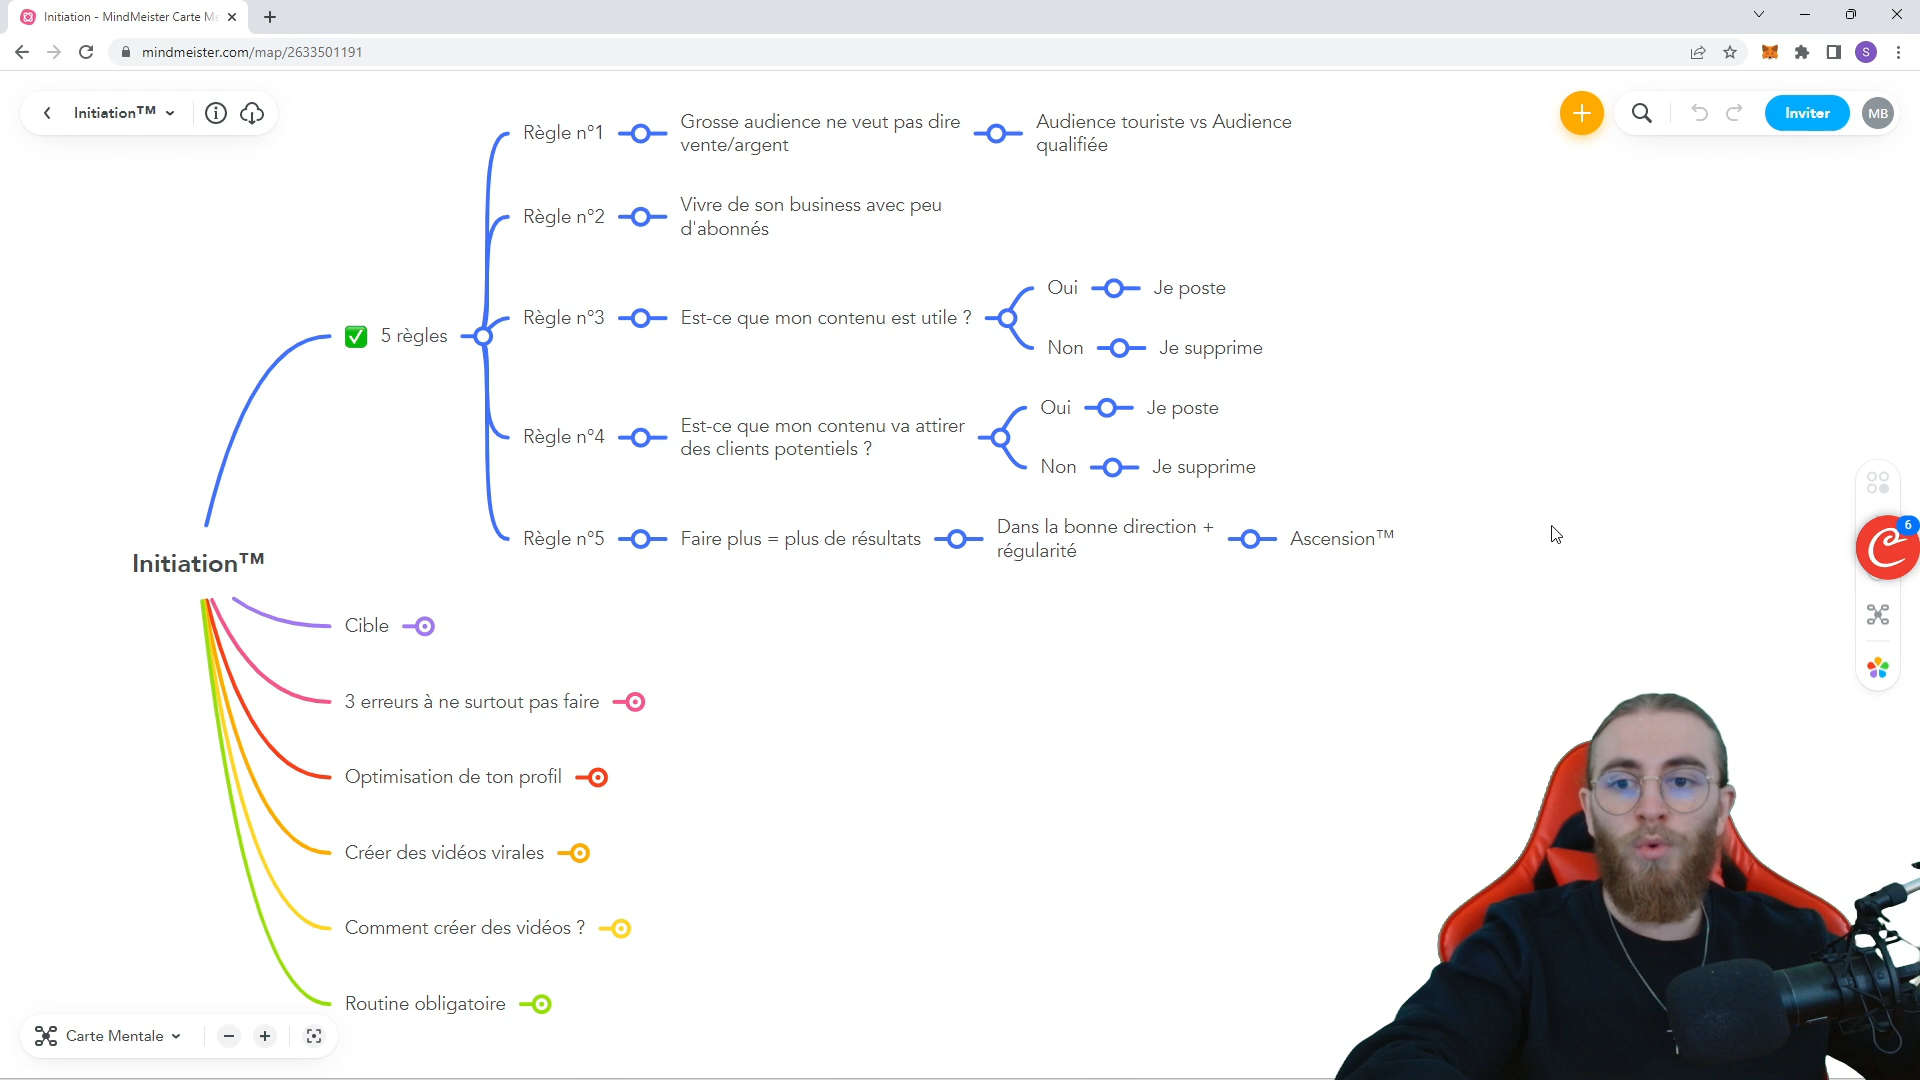 Initiation - MindMeister Carte Me
mindmeister.com/map/2633501191
S
Initiation™
Inviter
MB
Règle n°1
Grosse audience ne veut pas dire
vente/argent
Audience touriste vs Audience
qualifiée
Règle n°2
Vivre de son business avec peu
d'abonnés
Règle n°3
Est-ce que mon contenu est utile ?
Oui
Je poste
Non
Je supprime
✅ 5 règles
Règle n°4
Est-ce que mon contenu va attirer
des clients potentiels ?
Oui
Je poste
Non
Je supprime
Règle n°5
Faire plus = plus de résultats
Dans la bonne direction +
régularité
Ascension™
6
Initiation™
Cible
3 erreurs à ne surtout pas faire
Optimisation de ton profil
Créer des vidéos virales
Comment créer des vidéos ?
Routine obligatoire
Carte Mentale